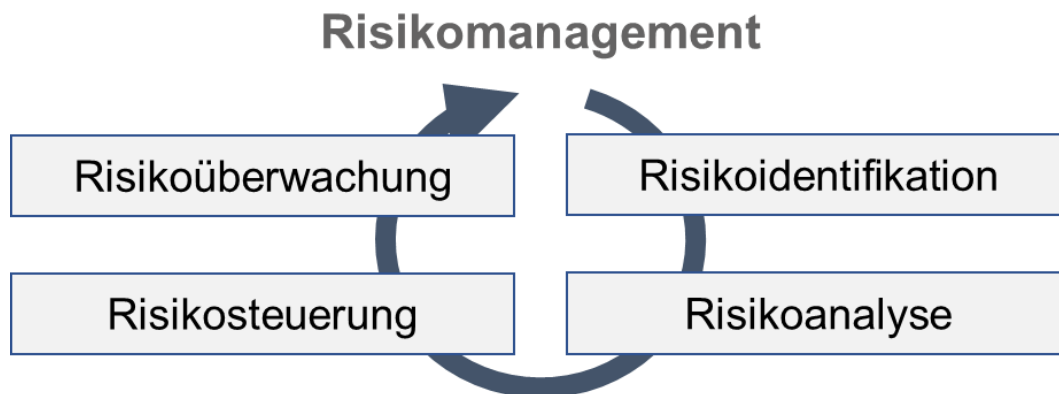 Risikomanagement
Risikoüberwachung
Risikoidentifikation
Risikosteuerung
Risikoanalyse